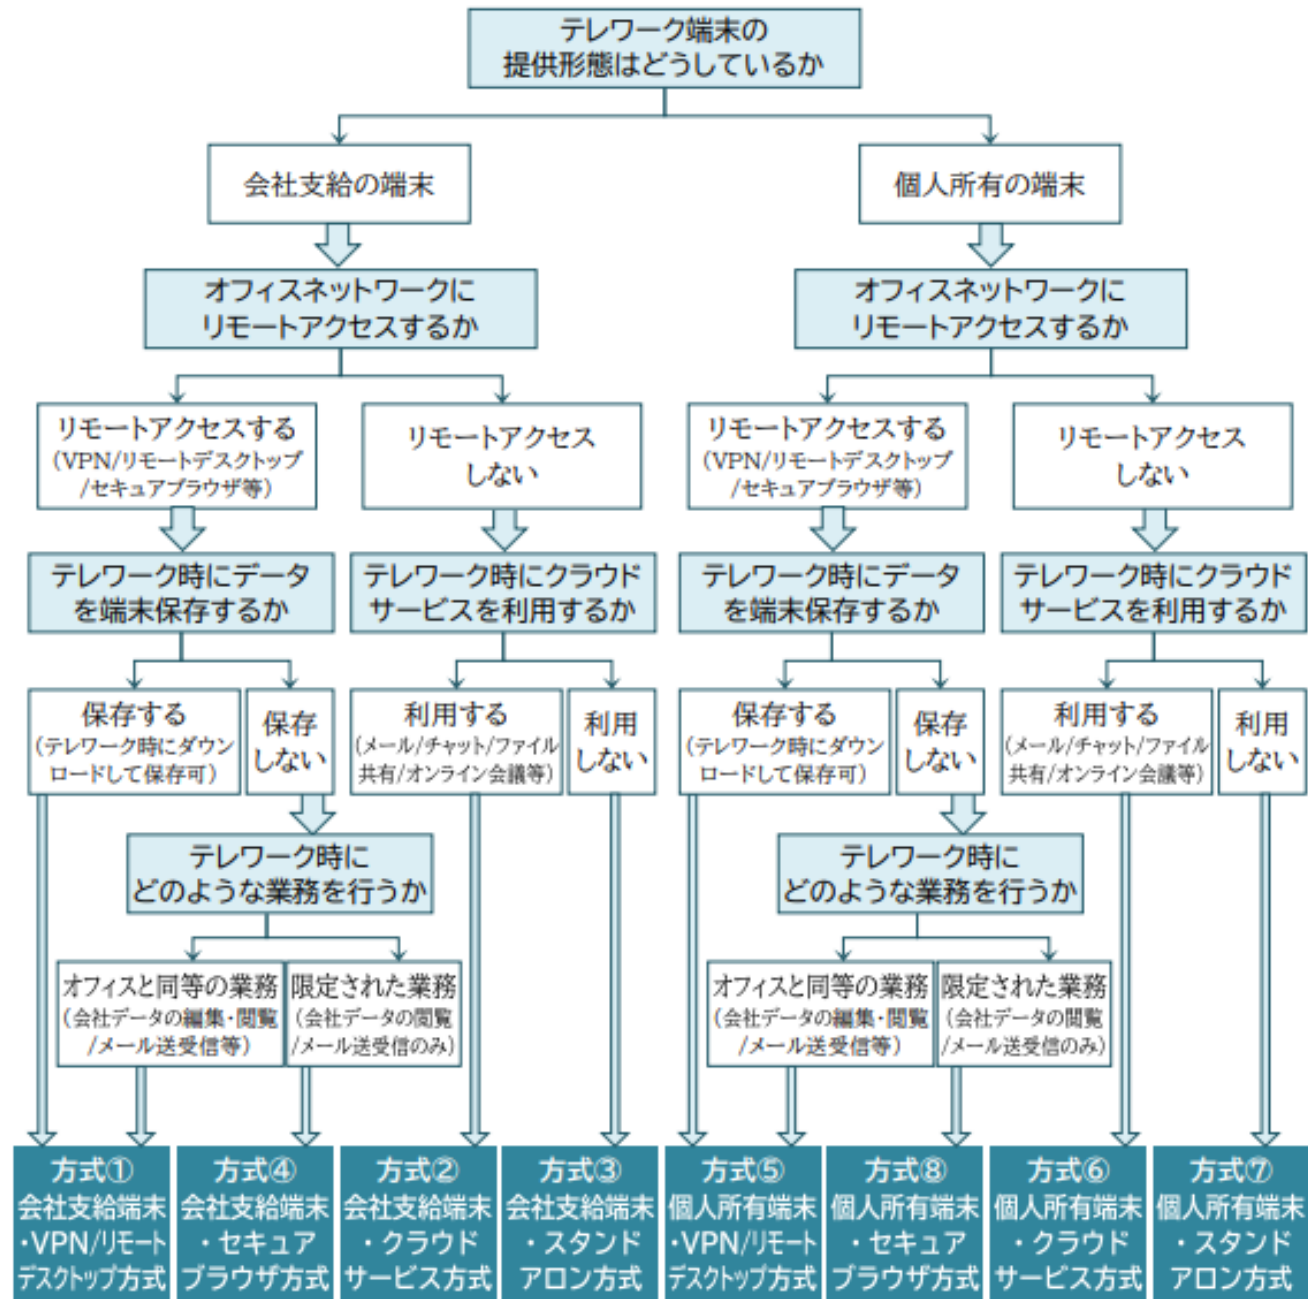 テレワーク端末の
提供形態はどうしているか
会社支給の端末
個人所有の端末
オフィスネットワークに
リモートアクセスするか
オフィスネットワークに
リモートアクセスするか
リモートアクセスする
(VPN/リモートデスクトップ
/セキュアブラウザ等)
リモートアクセス
しない
リモートアクセスする
(VPN/リモートデスクトップ
/セキュアブラウザ等)
リモートアクセス
しない
テレワーク時にデータ
を端末保存するか
テレワーク時にクラウド
サービスを利用するか
テレワーク時にデータ
を端末保存するか
テレワーク時にクラウド
サービスを利用するか
保存する
(テレワーク時にダウン
ロードして保存可)
保存
しない
利用する
(メール/チャット/ファイル
共有/オンライン会議等)
利用
しない
保存する
(テレワーク時にダウン
ロードして保存可)
保存
しない
利用する
(メール/チャット/ファイル
共有/オンライン会議等)
利用
しない
テレワーク時に
どのような業務を行うか
テレワーク時に
どのような業務を行うか
オフィスと同等の業務
(会社データの編集・閲覧
/メール送受信等)
限定された業務
(会社データの閲覧
/メール送受信のみ)
オフィスと同等の業務
(会社データの編集・閲覧
/メール送受信等)
限定された業務
(会社データの閲覧
/メール送受信のみ)
方式①
会社支給端末
・VPN/リモート
デスクトップ方式
方式④
会社支給端末
・セキュア
ブラウザ方式
方式②
会社支給端末
・クラウド
サービス方式
方式③
会社支給端末
・スタンド
アロン方式
方式⑤
個人所有端末
・VPN/リモート
デスクトップ方式
方式⑧
個人所有端末
・セキュア
ブラウザ方式
方式⑥
個人所有端末
・クラウド
サービス方式
方式⑦
個人所有端末
・スタンド
アロン方式